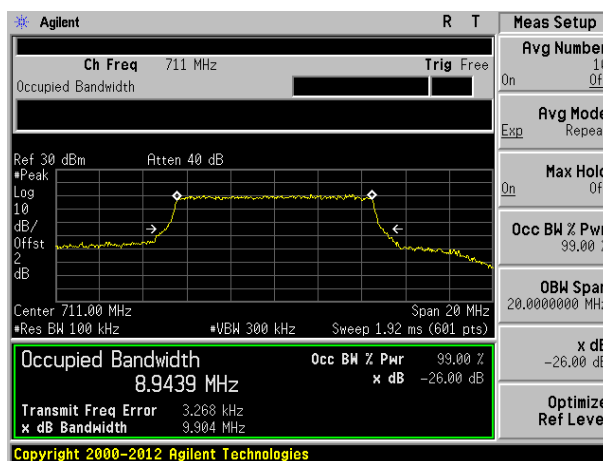 Agilent R T
Ch Freq 711 MHz Trig Free
Occupied Bandwidth
Ref 30 dBm Atten 40 dB
#Peak
Log
10
dB/
Offst
2
dB
Center 711.00 MHz Span 20 MHz
#Res BW 100 kHz #VBW 300 kHz Sweep 1.92 ms (601 pts)
Occupied Bandwidth Occ BW % Pwr 99.00 %
8.9439 MHz x dB -26.00 dB
Transmit Freq Error 3.268 kHz
x dB Bandwidth 9.904 MHz
Copyright 2000-2012 Agilent Technologies
Meas Setup
Avg Number
On
Avg Mode
Exp Repea
Max Hold
On
Occ BW % Pwr
99.00 %
OBW Span
20.0000000 MHz
x dB
-26.00 dB
Optimize
Ref Level